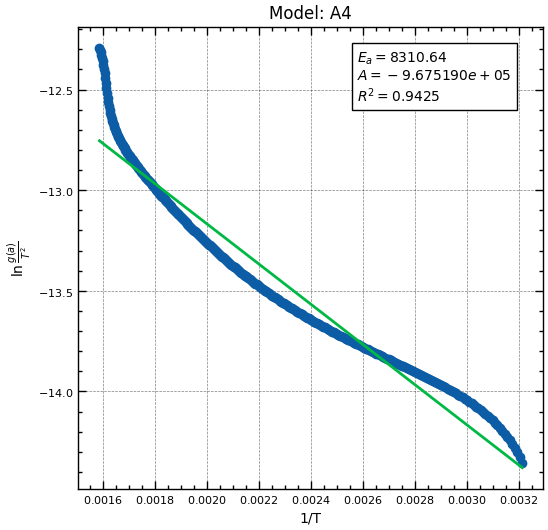 Model: A4
E_a = 8310.64
A = −9.675190e + 05
R² = 0.9425
ln g(a)/T²
−12.5
−13.0
−13.5
−14.0
0.0016 0.0018 0.0020 0.0022 0.0024 0.0026 0.0028 0.0030 0.0032
1/T